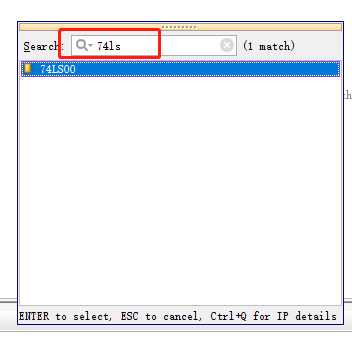 Search: 74ls (1 match)
74LS00
ENTER to select, ESC to cancel, Ctrl+Q for IP details